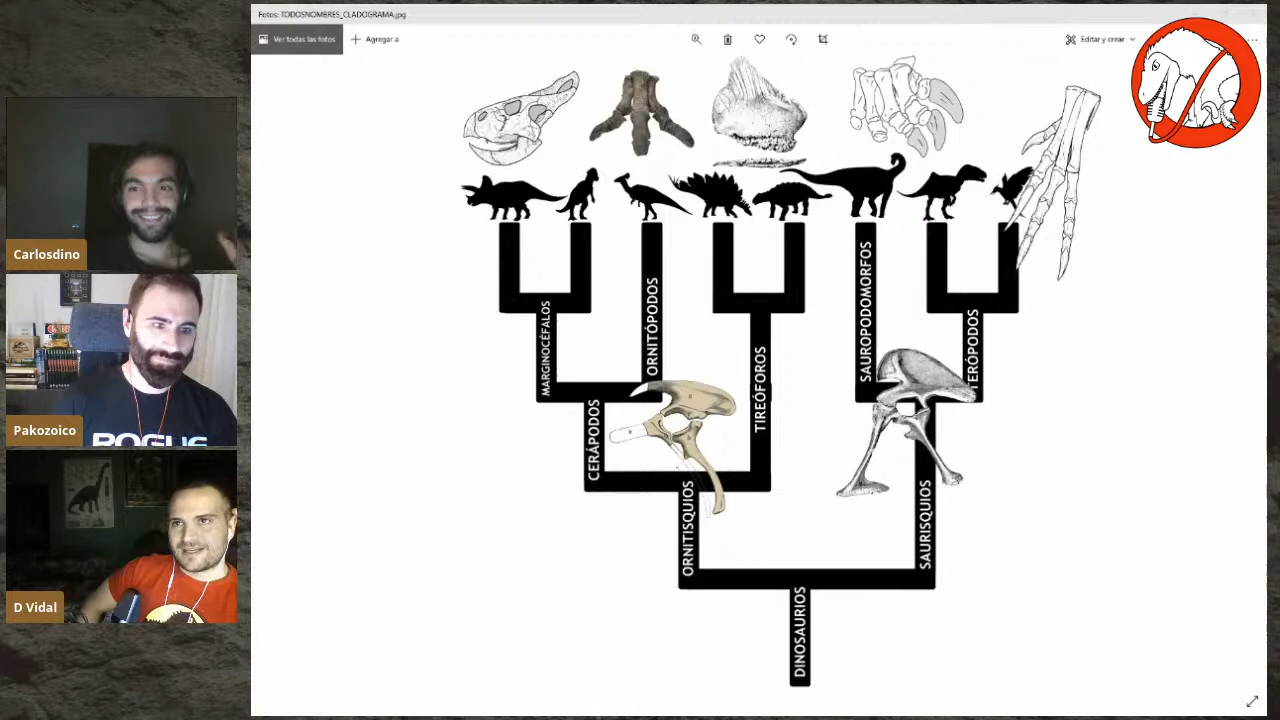 Fotos: TODOSNOMBRES_CLADOGRAMA.jpg
Ver todas las fotos
Agregar a
Editar y crear
Carlosdino
Pakozoico
ROGUE
D Vidal
MARGINOCÉFALOS
ORNITÓPODOS
TIREÓFOROS
SAUROPODOMORFOS
TERÓPODOS
CERÁPODOS
ORNITISQUIOS
SAURISQUIOS
DINOSAURIOS